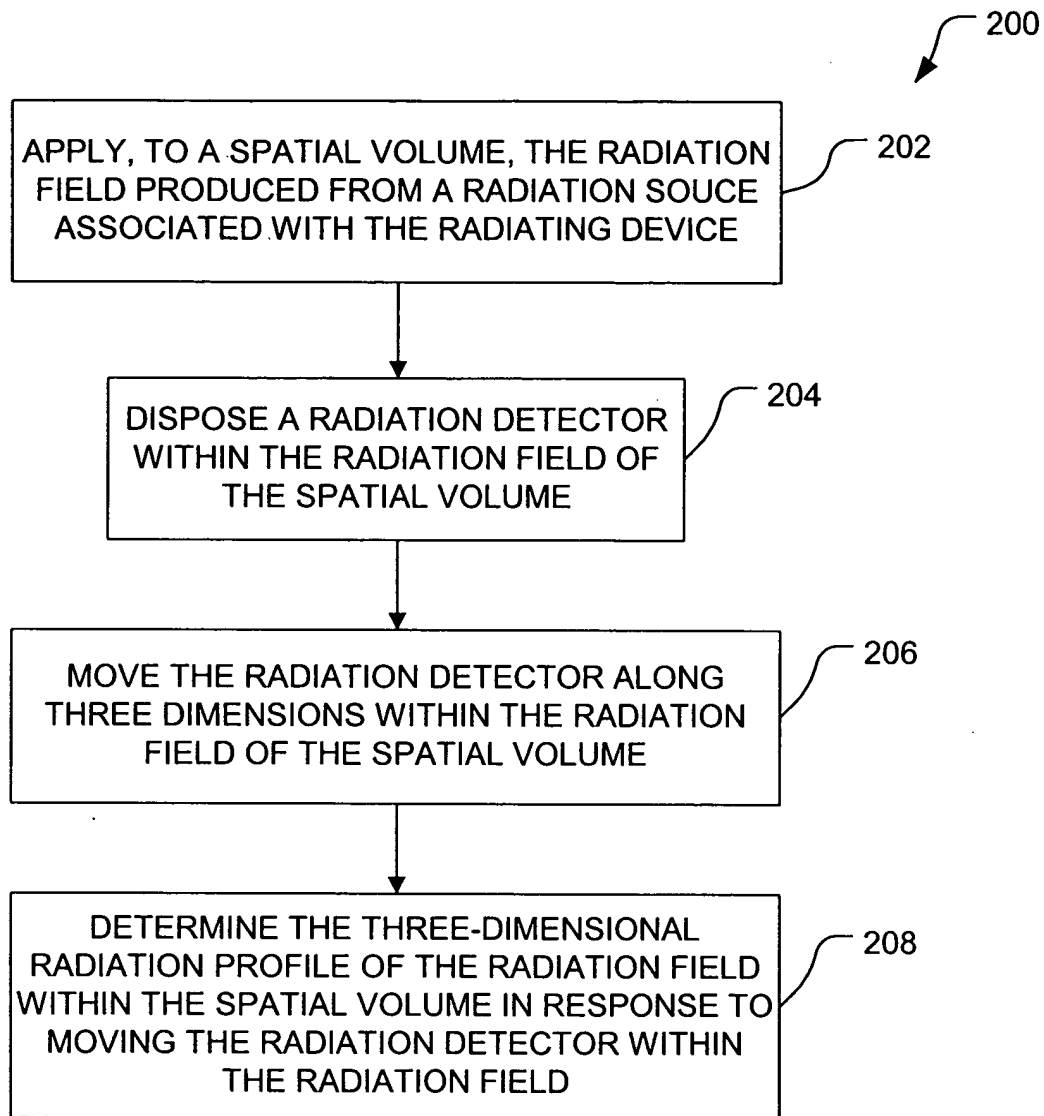 200
APPLY, TO A SPATIAL VOLUME, THE RADIATION
FIELD PRODUCED FROM A RADIATION SOUCE
ASSOCIATED WITH THE RADIATING DEVICE
202
DISPOSE A RADIATION DETECTOR
WITHIN THE RADIATION FIELD OF
THE SPATIAL VOLUME
204
MOVE THE RADIATION DETECTOR ALONG
THREE DIMENSIONS WITHIN THE RADIATION
FIELD OF THE SPATIAL VOLUME
206
DETERMINE THE THREE-DIMENSIONAL
RADIATION PROFILE OF THE RADIATION FIELD
WITHIN THE SPATIAL VOLUME IN RESPONSE TO
MOVING THE RADIATION DETECTOR WITHIN
THE RADIATION FIELD
208